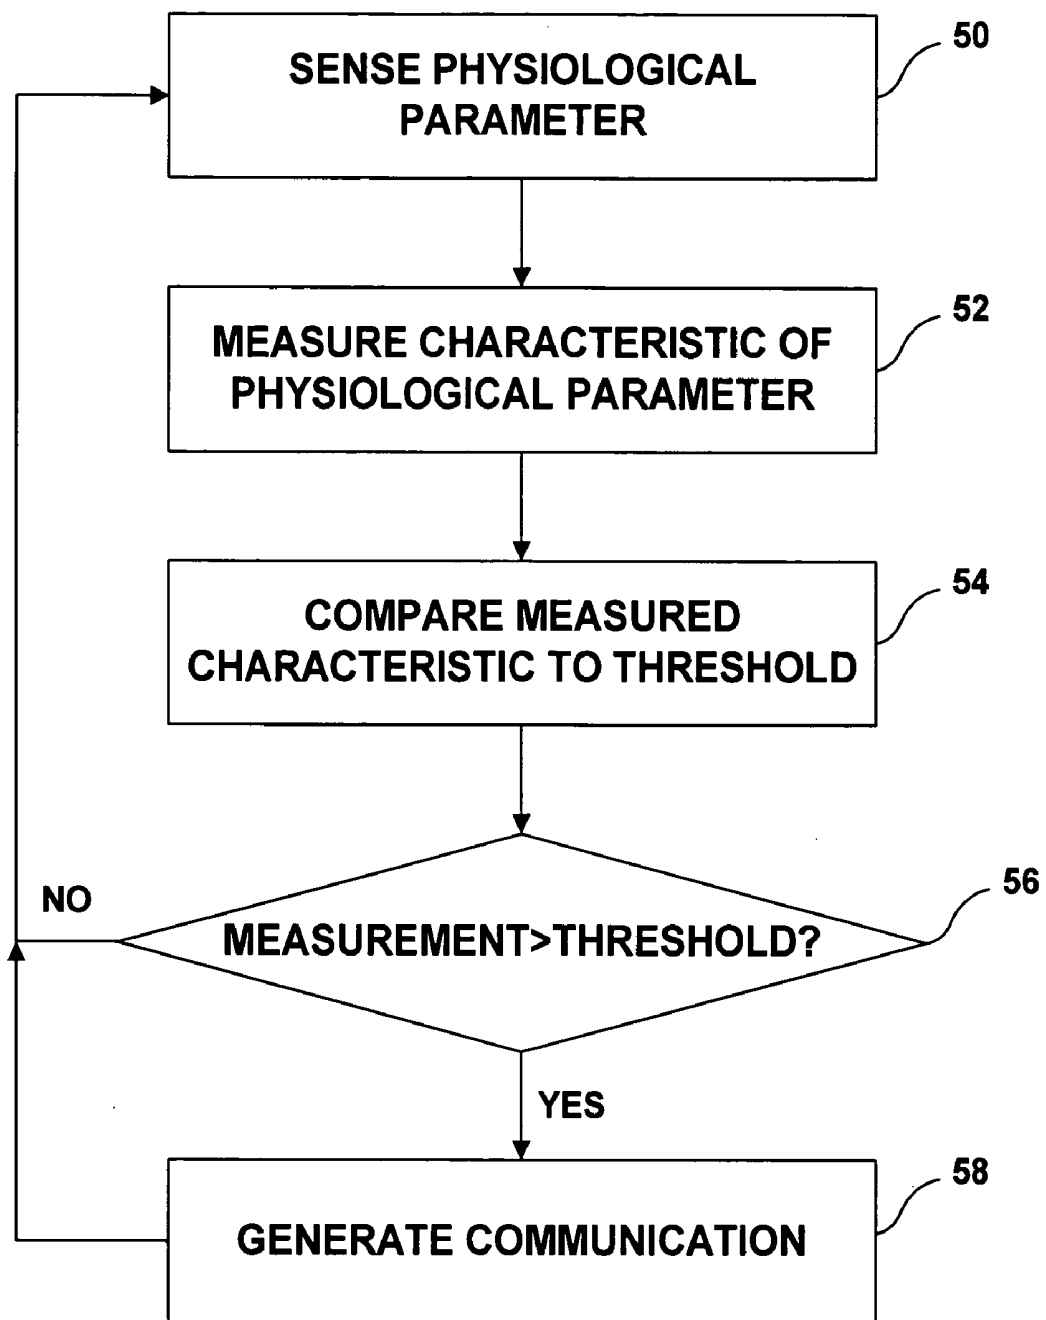 50
SENSE PHYSIOLOGICAL
PARAMETER
52
MEASURE CHARACTERISTIC OF
PHYSIOLOGICAL PARAMETER
54
COMPARE MEASURED
CHARACTERISTIC TO THRESHOLD
NO
56
MEASUREMENT>THRESHOLD?
YES
58
GENERATE COMMUNICATION